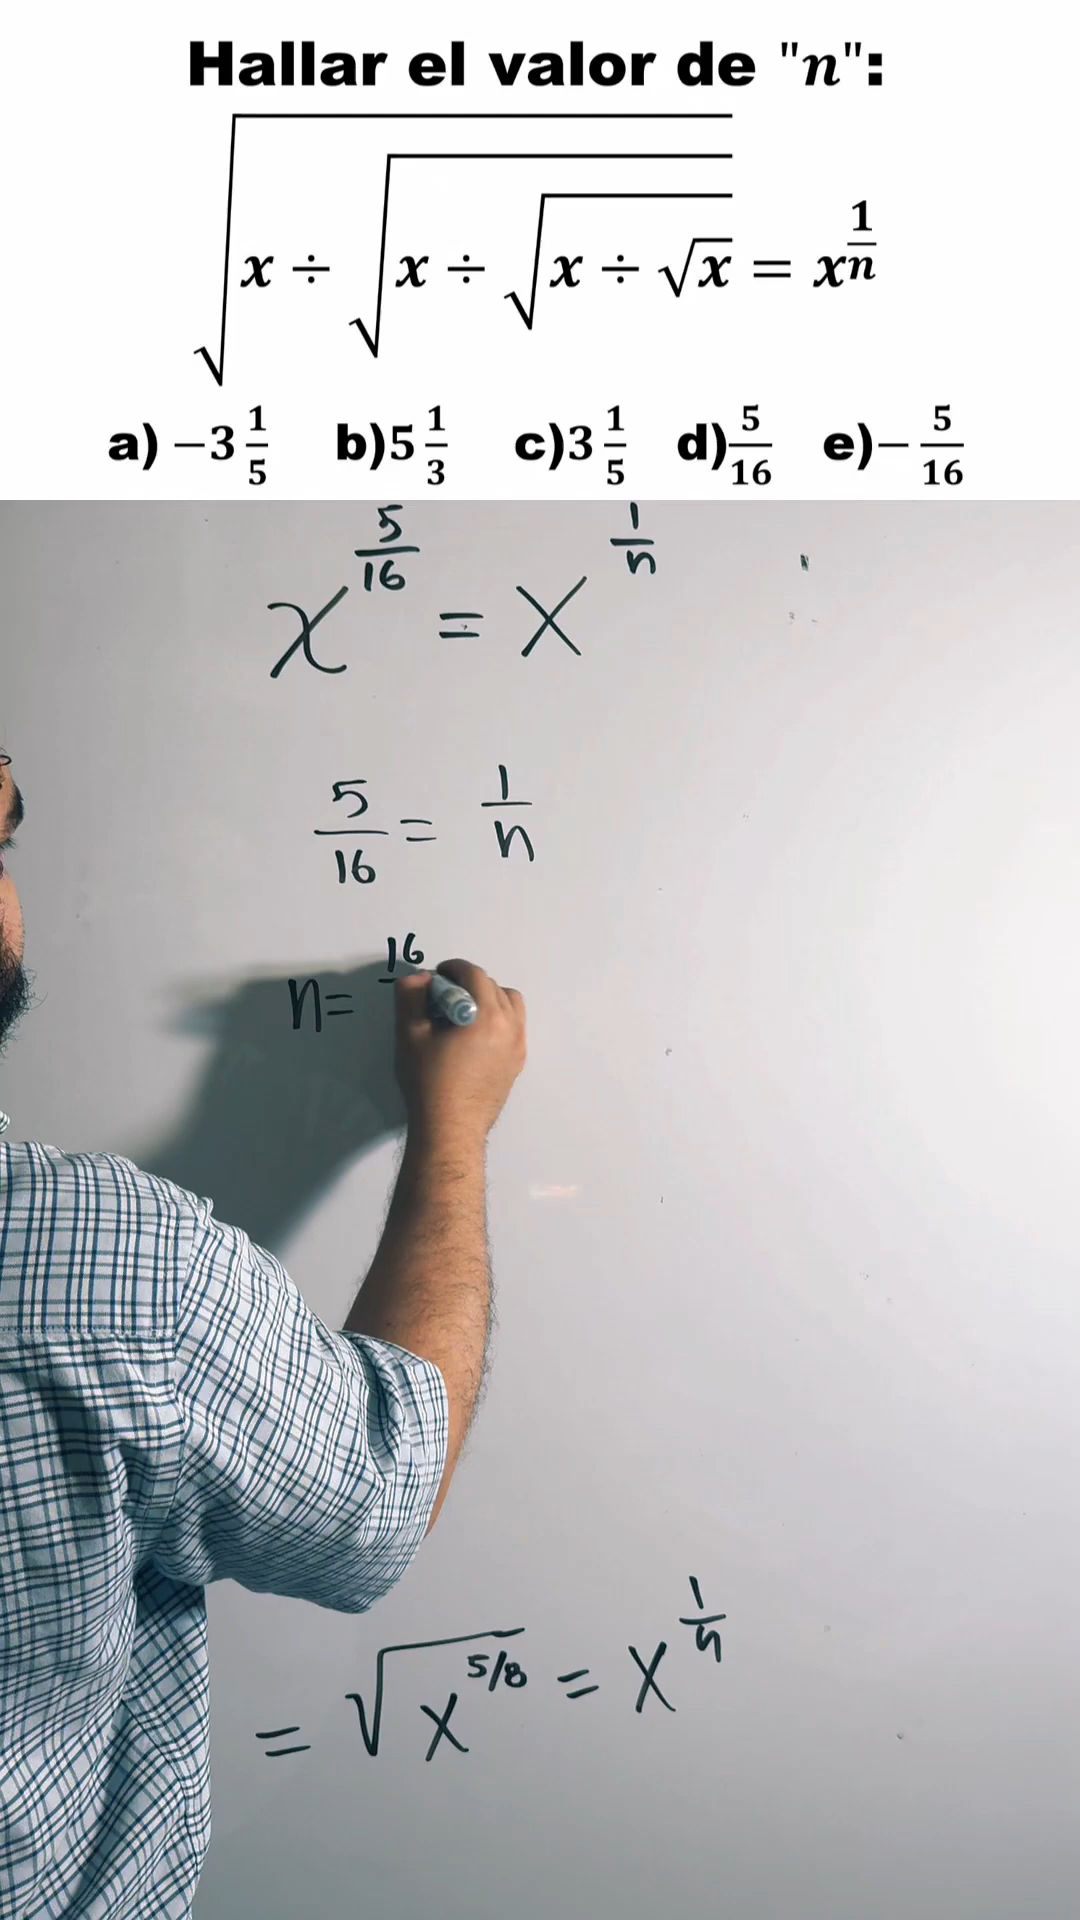 Hallar el valor de "n":
√(x ÷ √(x ÷ √(x ÷ √x))) = x^(1/n)
a) −3 1/5 b)5 1/3 c)3 1/5 d) 5/16 e)− 5/16
x^(5/16) = x^(1/n)
5/16 = 1/n
n= 16
= √(x^(5/8)) = x^(1/n)